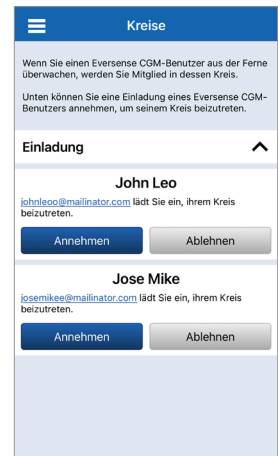 Kreise
Wenn Sie einen Eversense CGM-Benutzer aus der Ferne
überwachen, werden Sie Mitglied in dessen Kreis.
Unten können Sie eine Einladung eines Eversense CGM-
Benutzers annehmen, um seinem Kreis beizutreten.
Einladung
John Leo
johnleoo@mailinator.com lädt Sie ein, ihrem Kreis
beizutreten.
Annehmen Ablehnen
Jose Mike
josemikee@mailinator.com lädt Sie ein, ihrem Kreis
beizutreten.
Annehmen Ablehnen